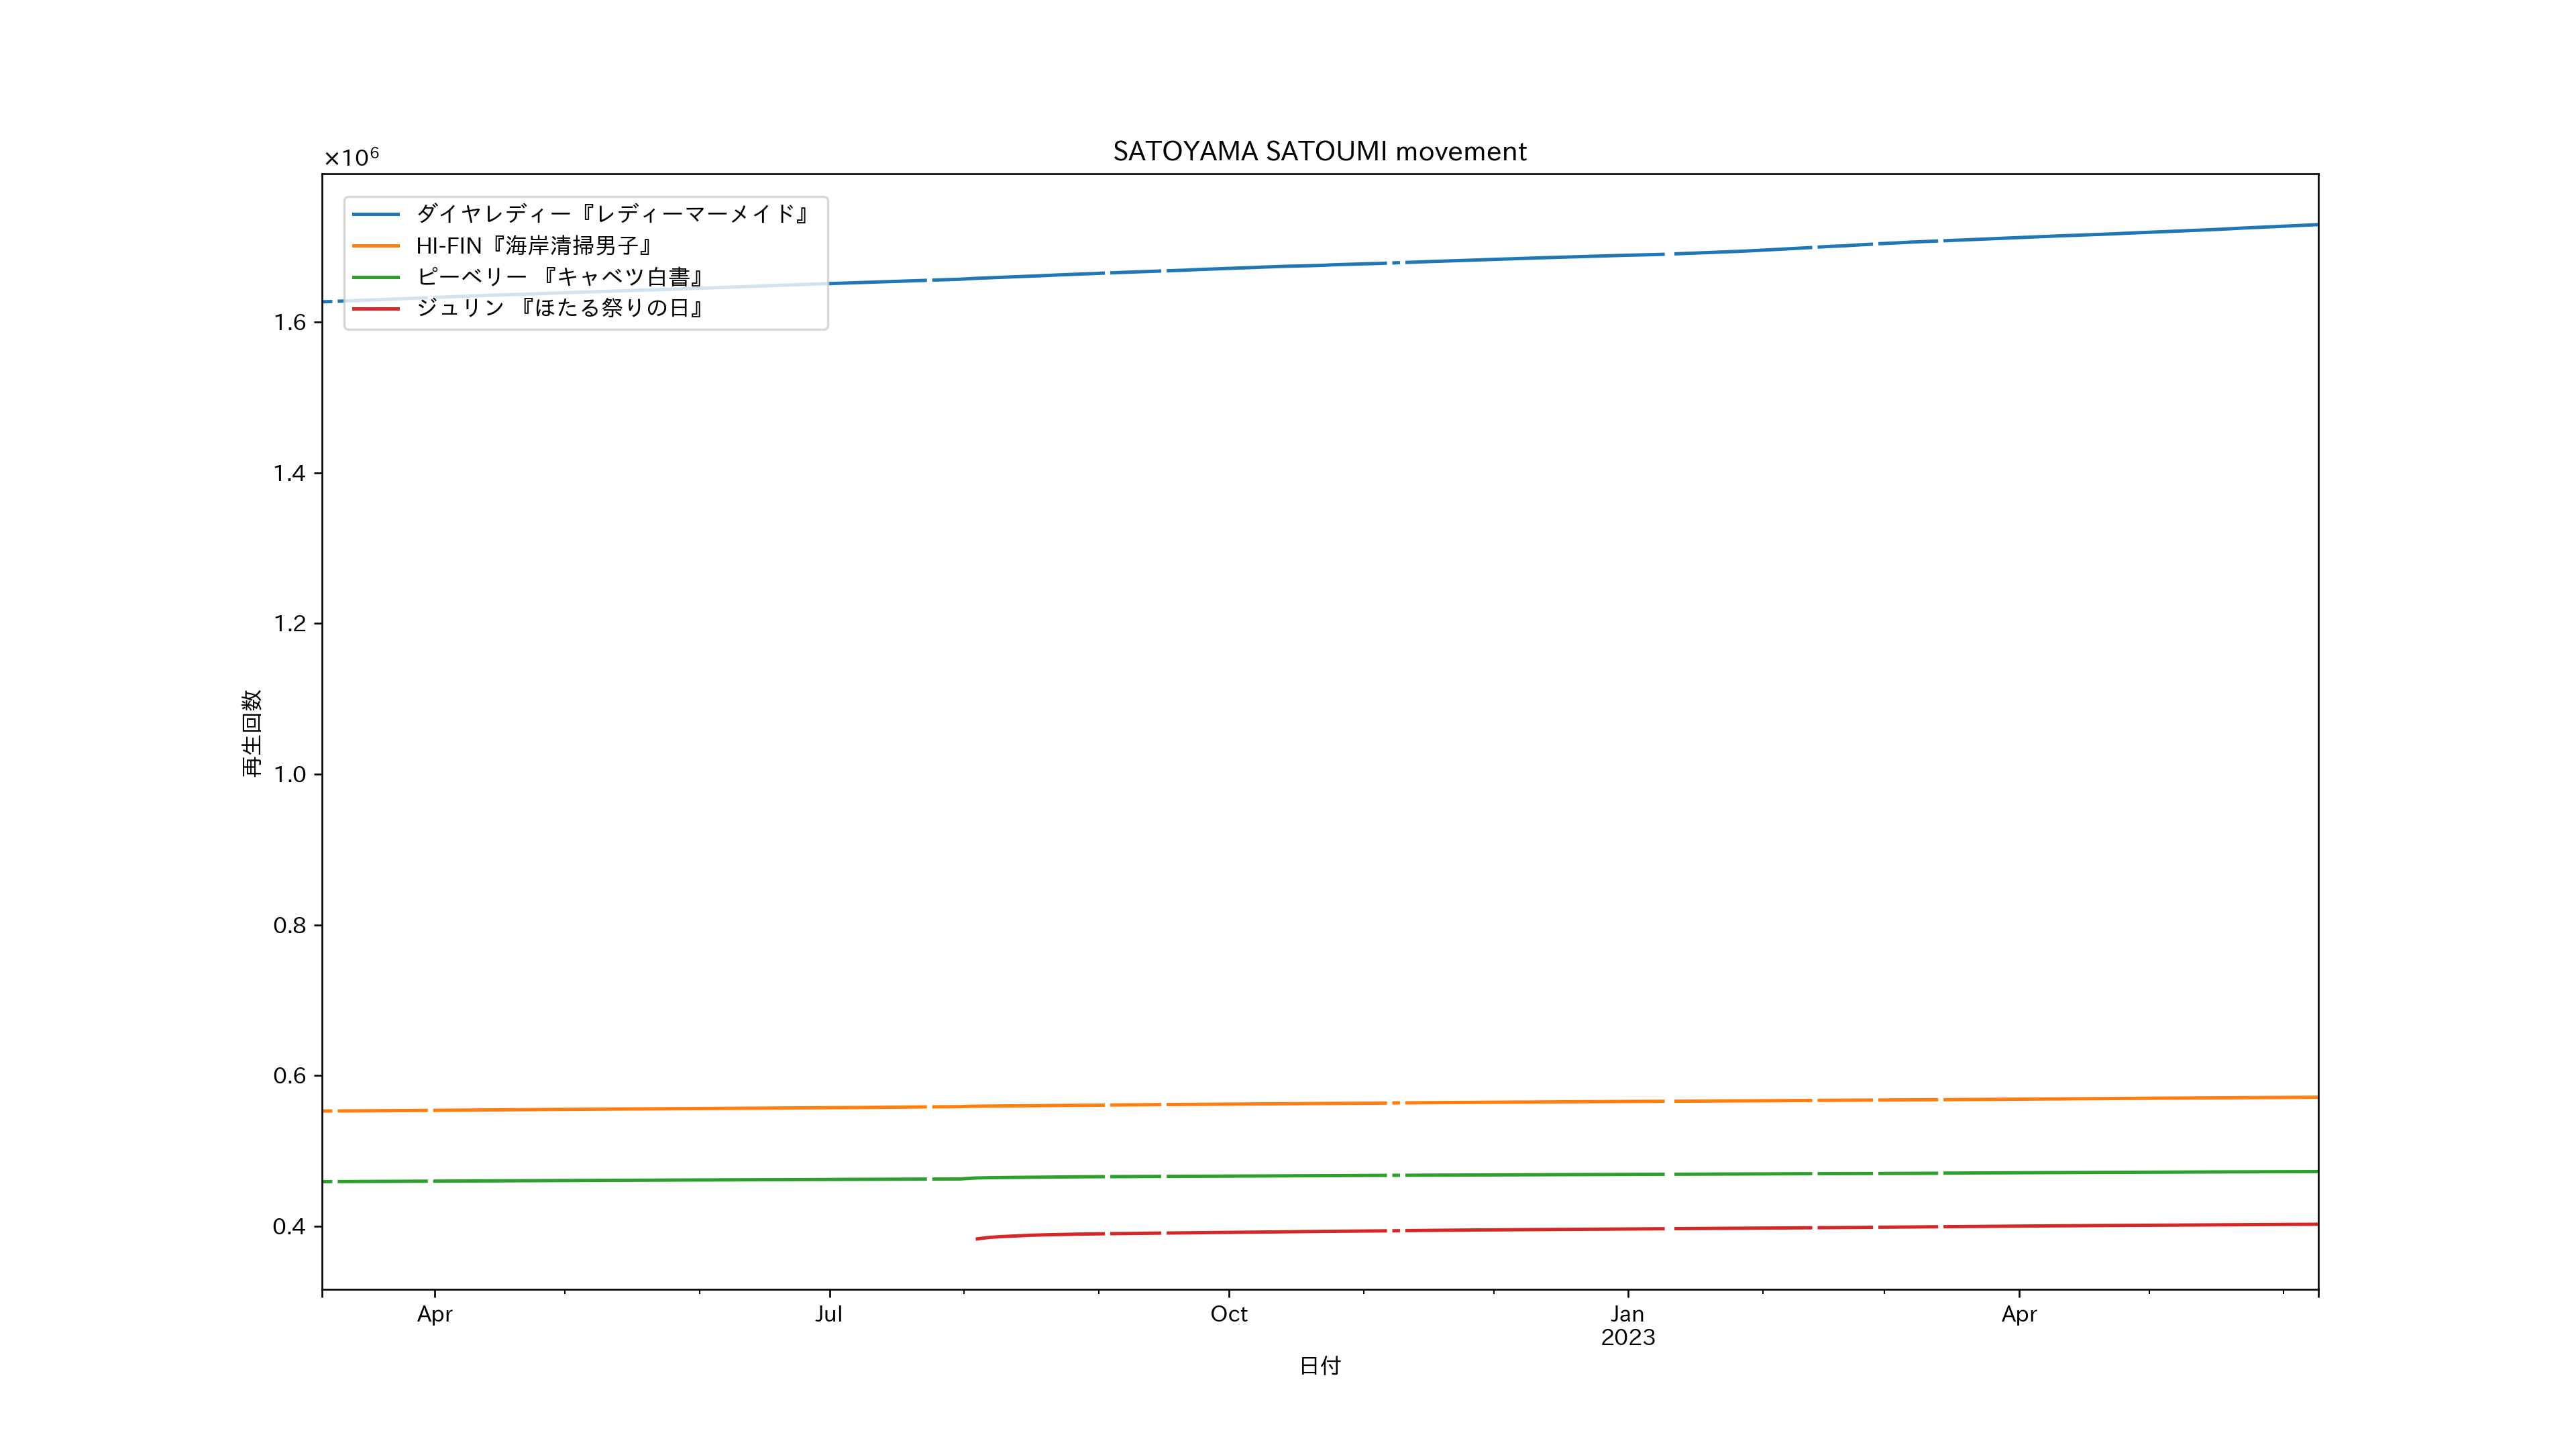 SATOYAMA SATOUMI movement
×10⁶
ダイヤレディー『レディーマーメイド』
HI-FIN『海岸清掃男子』
ピーベリー 『キャベツ白書』
ジュリン 『ほたる祭りの日』
1.6
1.4
1.2
1.0
0.8
0.6
0.4
再生回数
Apr
Jul
Oct
Jan
Apr
2023
日付